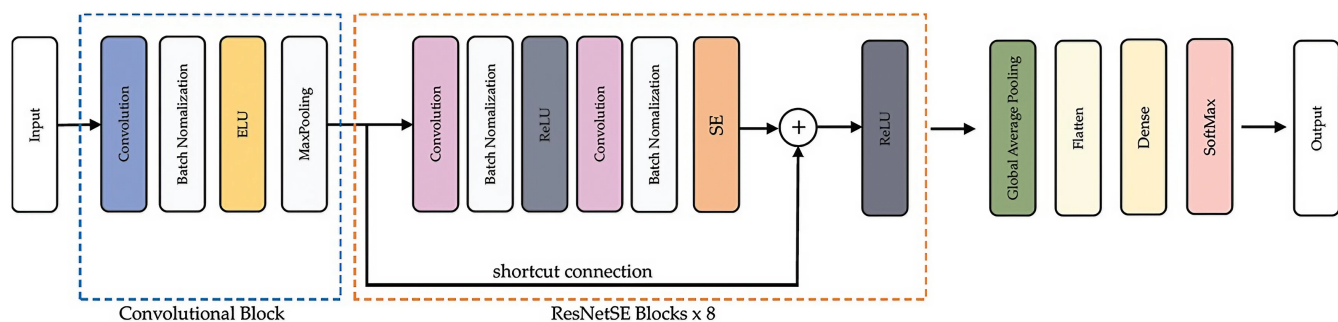 Input
Convolution
Batch Nomalization
ELU
MaxPooling
Convolution
Batch Nomalization
ReLU
Convolution
Batch Nomalization
SE
+
ReLU
Global Average Pooling
Flatten
Dense
SoftMax
Output
shortcut connection
Convolutional Block
ResNetSE Blocks x 8